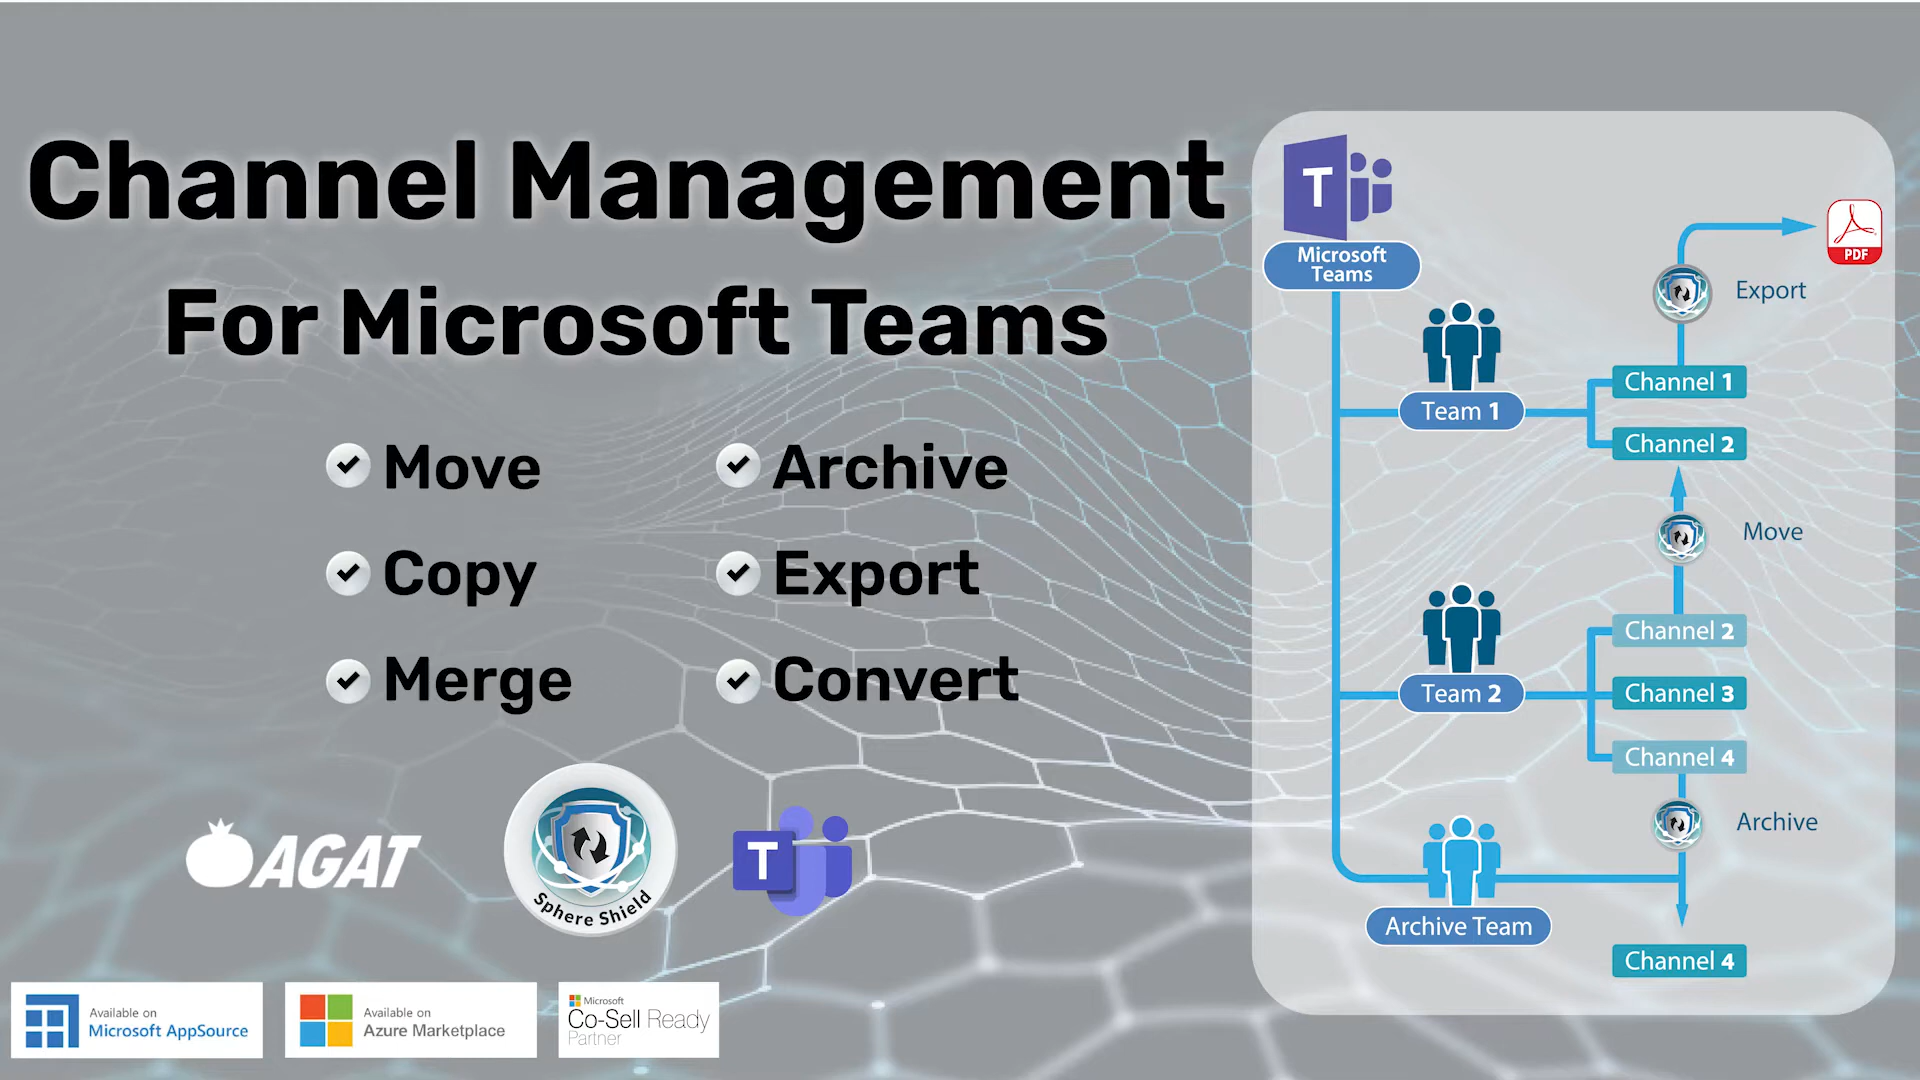 Channel Management
For Microsoft Teams
Move
Archive
Copy
Export
Merge
Convert
AGAT
Sphere Shield
T
Available on
Microsoft AppSource
Available on
Azure Marketplace
Microsoft
Co-Sell Ready
Partner
T
Microsoft
Teams
PDF
Export
Channel 1
Team 1
Channel 2
Move
Channel 2
Team 2
Channel 3
Channel 4
Archive
Archive Team
Channel 4